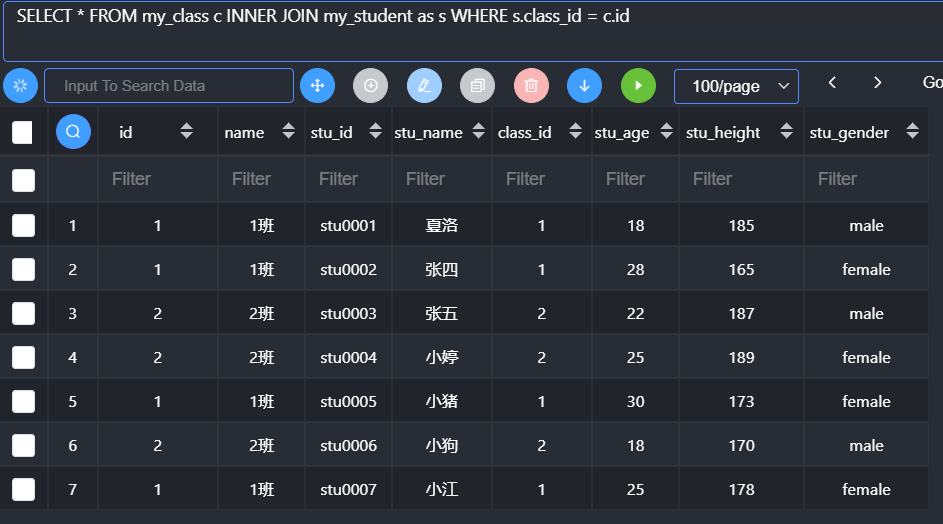 SELECT * FROM my_class c INNER JOIN my_student as s WHERE s.class_id = c.id
Input To Search Data 100/page Go
id name stu_id stu_name class_id stu_age stu_height stu_gender
Filter Filter Filter Filter Filter Filter Filter Filter
1 1 1班 stu0001 夏洛 1 18 185 male
2 1 1班 stu0002 张四 1 28 165 female
3 2 2班 stu0003 张五 2 22 187 male
4 2 2班 stu0004 小婷 2 25 189 female
5 1 1班 stu0005 小猪 1 30 173 female
6 2 2班 stu0006 小狗 2 18 170 male
7 1 1班 stu0007 小江 1 25 178 female